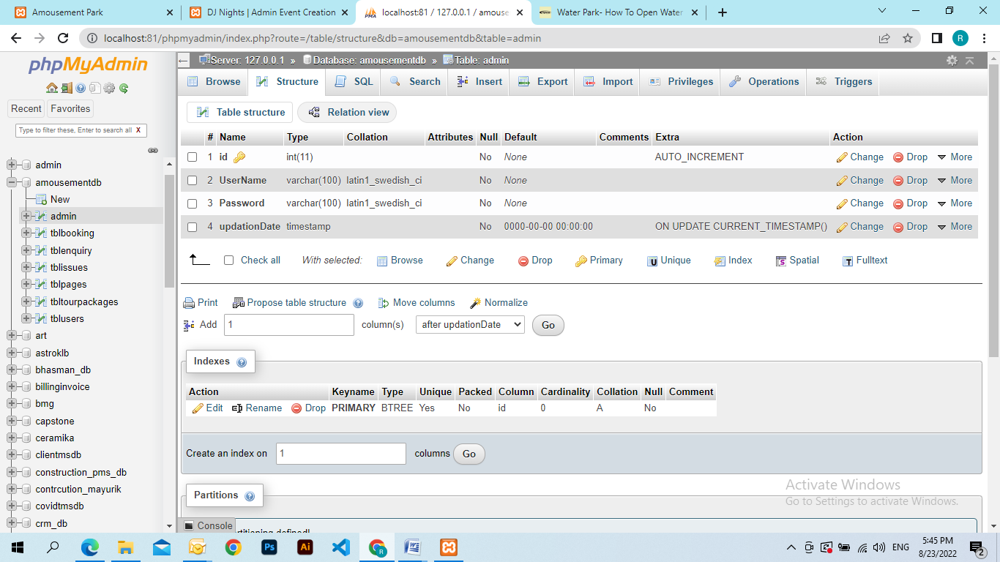 Amousement Park
DJ Nights | Admin Event Creation
localhost:81 / 127.0.0.1 / amouse
Water Park- How To Open Water
localhost:81/phpmyadmin/index.php?route=/table/structure&db=amousementdb&table=admin
R
phpMyAdmin
Recent
Favorites
Type to filter these, Enter to search all
X
admin
amousementdb
New
admin
tblbooking
tblenquiry
tblissues
tblpages
tbltourpackages
tblusers
art
astroklb
bhasman_db
billinginvoice
bmg
capstone
ceramika
clientmsdb
construction_pms_db
contrcution_mayurik
covidtmsdb
crm_db
Server: 127.0.0.1 » Database: amousementdb » Table: admin
Browse Structure SQL Search Insert Export Import Privileges Operations Triggers
Table structure Relation view
# Name Type Collation Attributes Null Default Comments Extra Action
1 id int(11) No None AUTO_INCREMENT Change Drop More
2 UserName varchar(100) latin1_swedish_ci No None Change Drop More
3 Password varchar(100) latin1_swedish_ci No None Change Drop More
4 updationDate timestamp No 0000-00-00 00:00:00 ON UPDATE CURRENT_TIMESTAMP() Change Drop More
Check all With selected: Browse Change Drop Primary Unique Index Spatial Fulltext
Print Propose table structure Move columns Normalize
Add 1 column(s) after updationDate Go
Indexes
Action Keyname Type Unique Packed Column Cardinality Collation Null Comment
Edit Rename Drop PRIMARY BTREE Yes No id 0 A No
Create an index on 1 columns Go
Partitions
Console
rtitioning defined!
Activate Windows
Go to Settings to activate Windows.
Ps
Ai
R
ENG
5:45 PM
8/23/2022
2